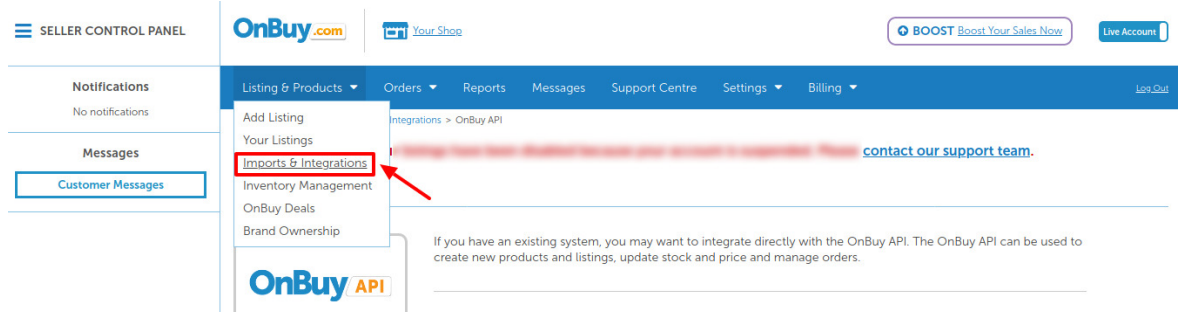 SELLER CONTROL PANEL
OnBuy.com
Your Shop
BOOST Boost Your Sales Now
Live Account
Notifications
No notifications
Messages
Customer Messages
Listing & Products
Orders
Reports
Messages
Support Centre
Settings
Billing
Log Out
Add Listing
Your Listings
Imports & Integrations
Inventory Management
OnBuy Deals
Brand Ownership
Integrations > OnBuy API
contact our support team.
OnBuy API
If you have an existing system, you may want to integrate directly with the OnBuy API. The OnBuy API can be used to
create new products and listings, update stock and price and manage orders.